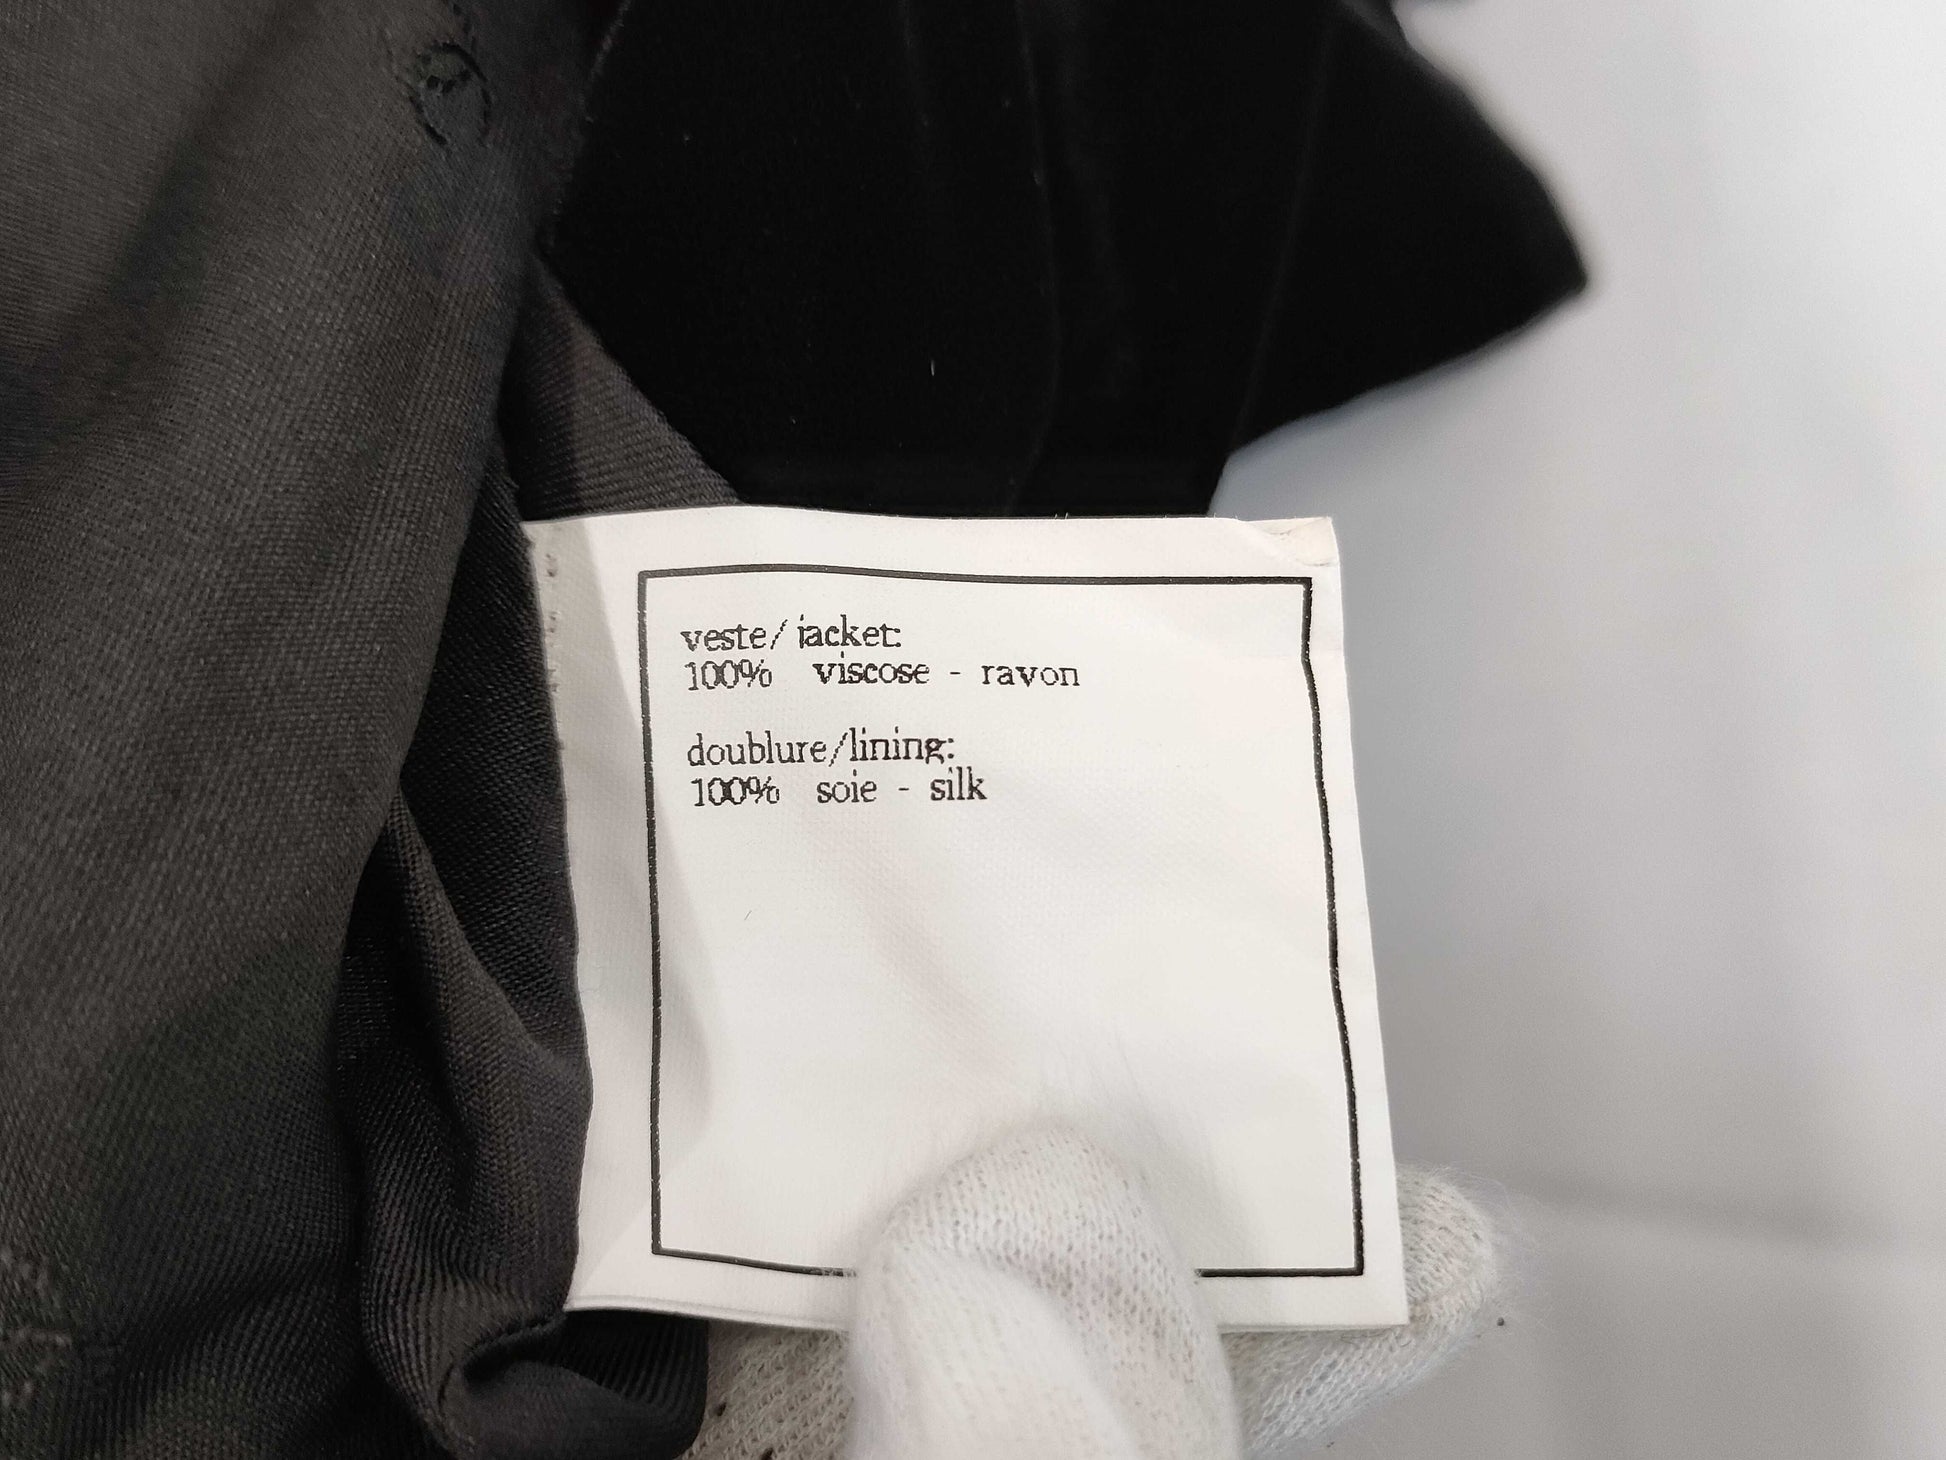 veste/ jacket:
100% viscose - rayon
doublure/lining:
100% soie - silk